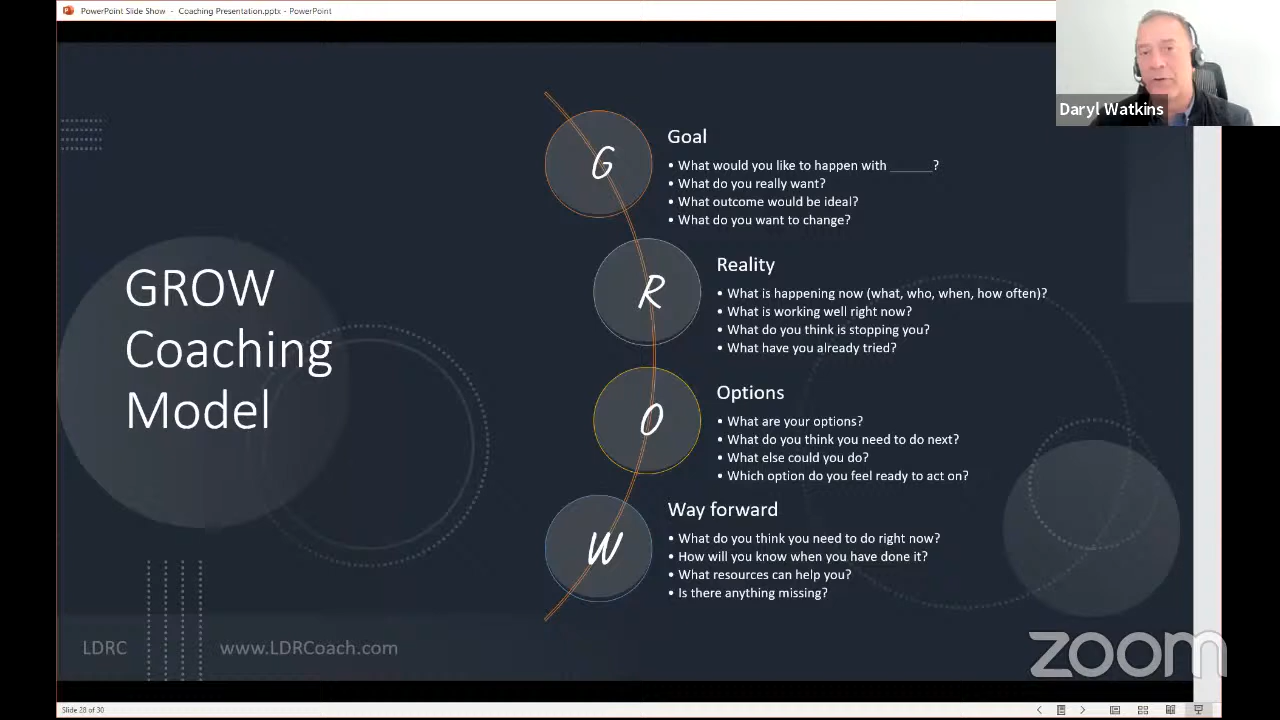 PowerPoint Slide Show - Coaching Presentation.pptx - PowerPoint
Daryl Watkins
GROW
Coaching
Model
G
Goal
• What would you like to happen with ______?
• What do you really want?
• What outcome would be ideal?
• What do you want to change?
R
Reality
• What is happening now (what, who, when, how often)?
• What is working well right now?
• What do you think is stopping you?
• What have you already tried?
O
Options
• What are your options?
• What do you think you need to do next?
• What else could you do?
• Which option do you feel ready to act on?
W
Way forward
• What do you think you need to do right now?
• How will you know when you have done it?
• What resources can help you?
• Is there anything missing?
LDRC
www.LDRCoach.com
zoom
Slide 28 of 30